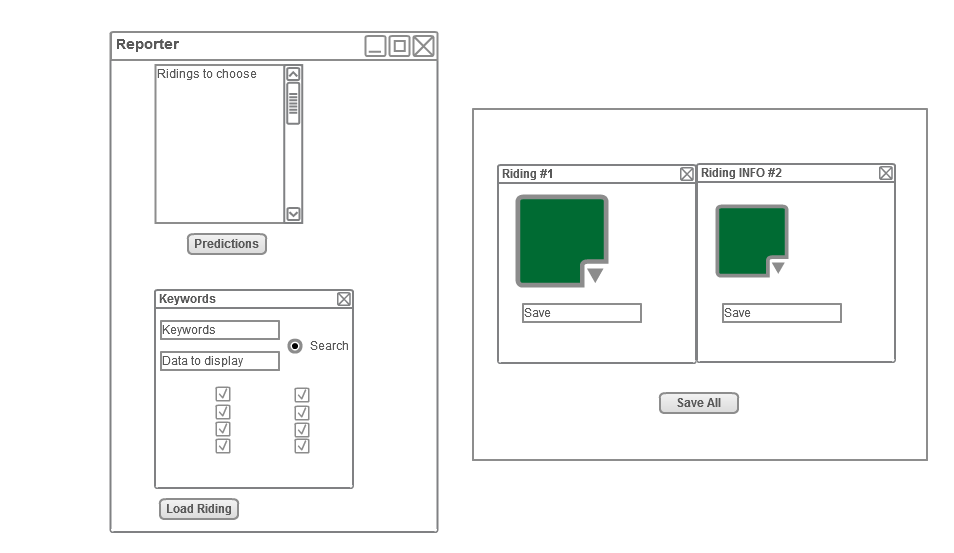 Reporter
Ridings to choose
Predictions
Keywords
Keywords
Search
Data to display
Load Riding
Riding #1
Save
Riding INFO #2
Save
Save All